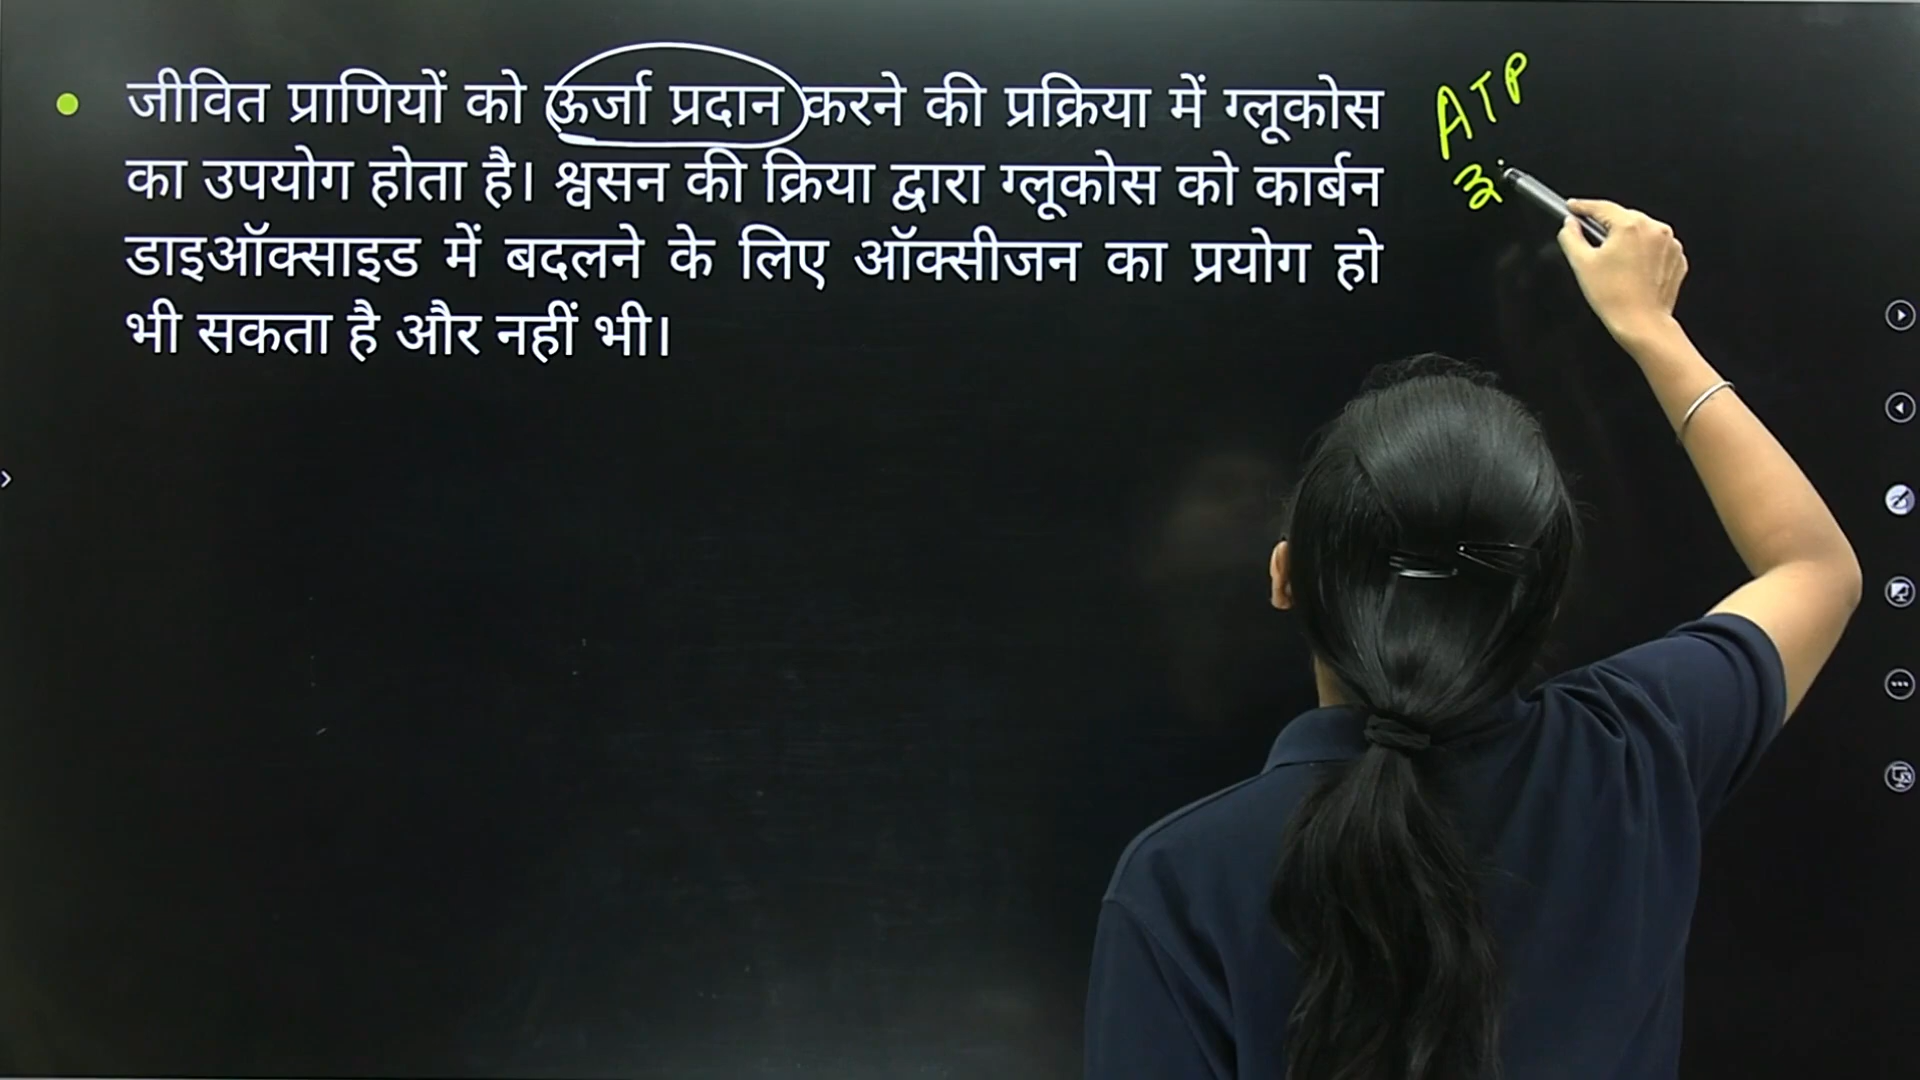 जीवित प्राणियों को ऊर्जा प्रदान करने की प्रक्रिया में ग्लूकोस
का उपयोग होता है। श्वसन की क्रिया द्वारा ग्लूकोस को कार्बन
डाइऑक्साइड में बदलने के लिए ऑक्सीजन का प्रयोग हो
भी सकता है और नहीं भी।
ATP